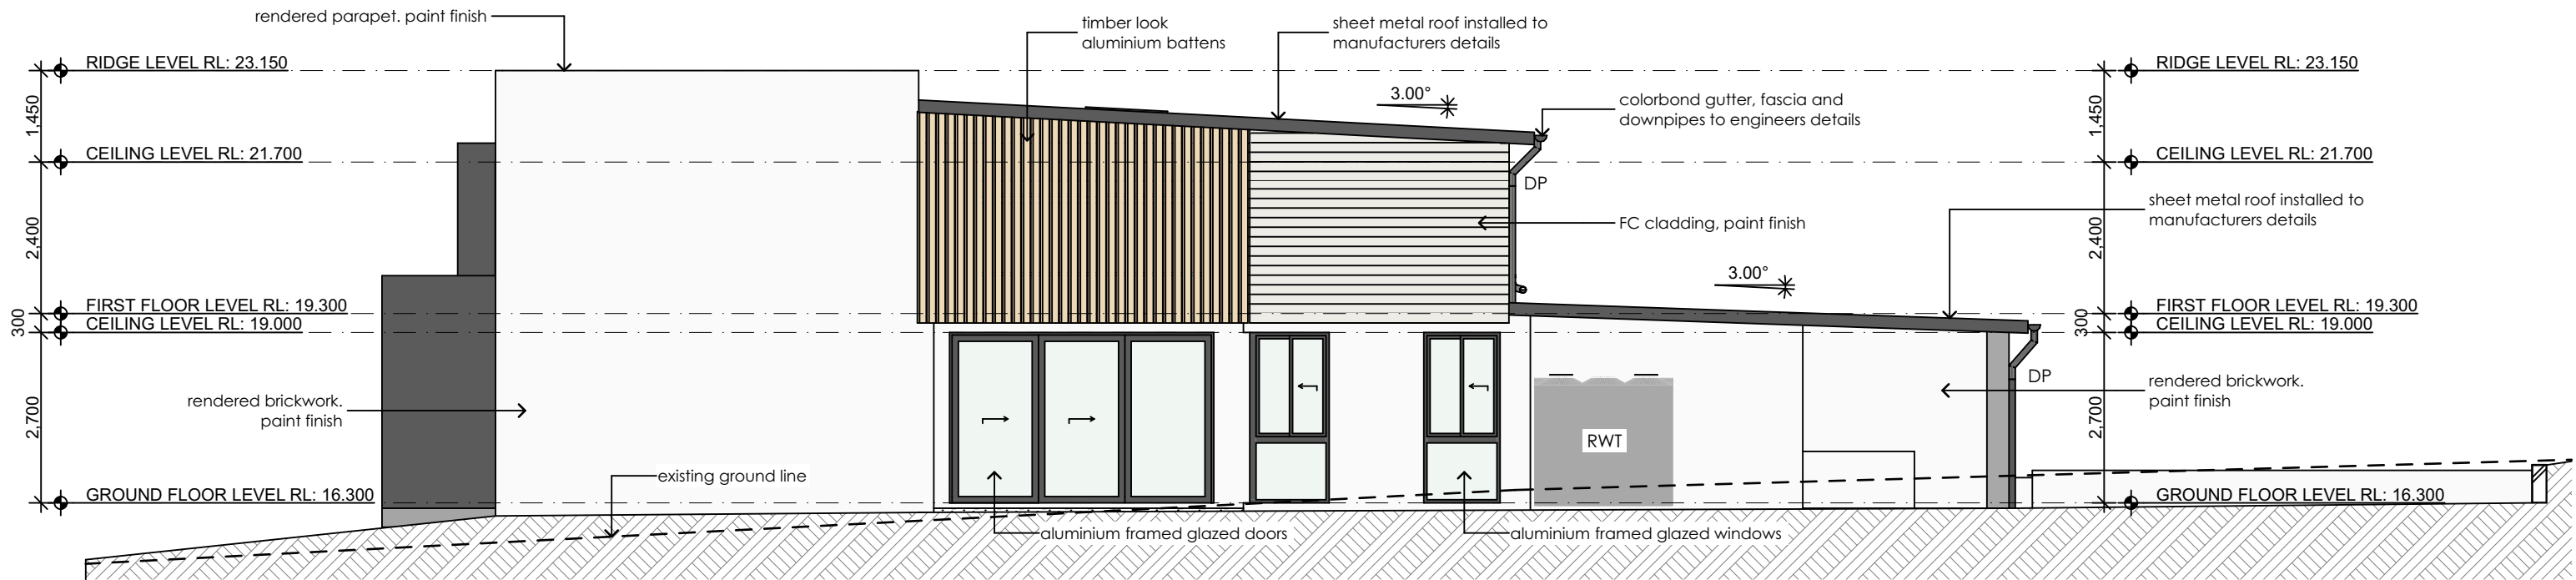 rendered parapet. paint finish
timber look
aluminium battens
sheet metal roof installed to
manufacturers details
RIDGE LEVEL RL: 23.150
RIDGE LEVEL RL: 23.150
3.00°
colorbond gutter, fascia and
downpipes to engineers details
1,450
1,450
CEILING LEVEL RL: 21.700
CEILING LEVEL RL: 21.700
DP
sheet metal roof installed to
manufacturers details
FC cladding, paint finish
2,400
2,400
3.00°
FIRST FLOOR LEVEL RL: 19.300
FIRST FLOOR LEVEL RL: 19.300
300
300
CEILING LEVEL RL: 19.000
CEILING LEVEL RL: 19.000
DP
rendered brickwork.
paint finish
rendered brickwork.
paint finish
2,700
2,700
RWT
existing ground line
GROUND FLOOR LEVEL RL: 16.300
GROUND FLOOR LEVEL RL: 16.300
aluminium framed glazed doors
aluminium framed glazed windows